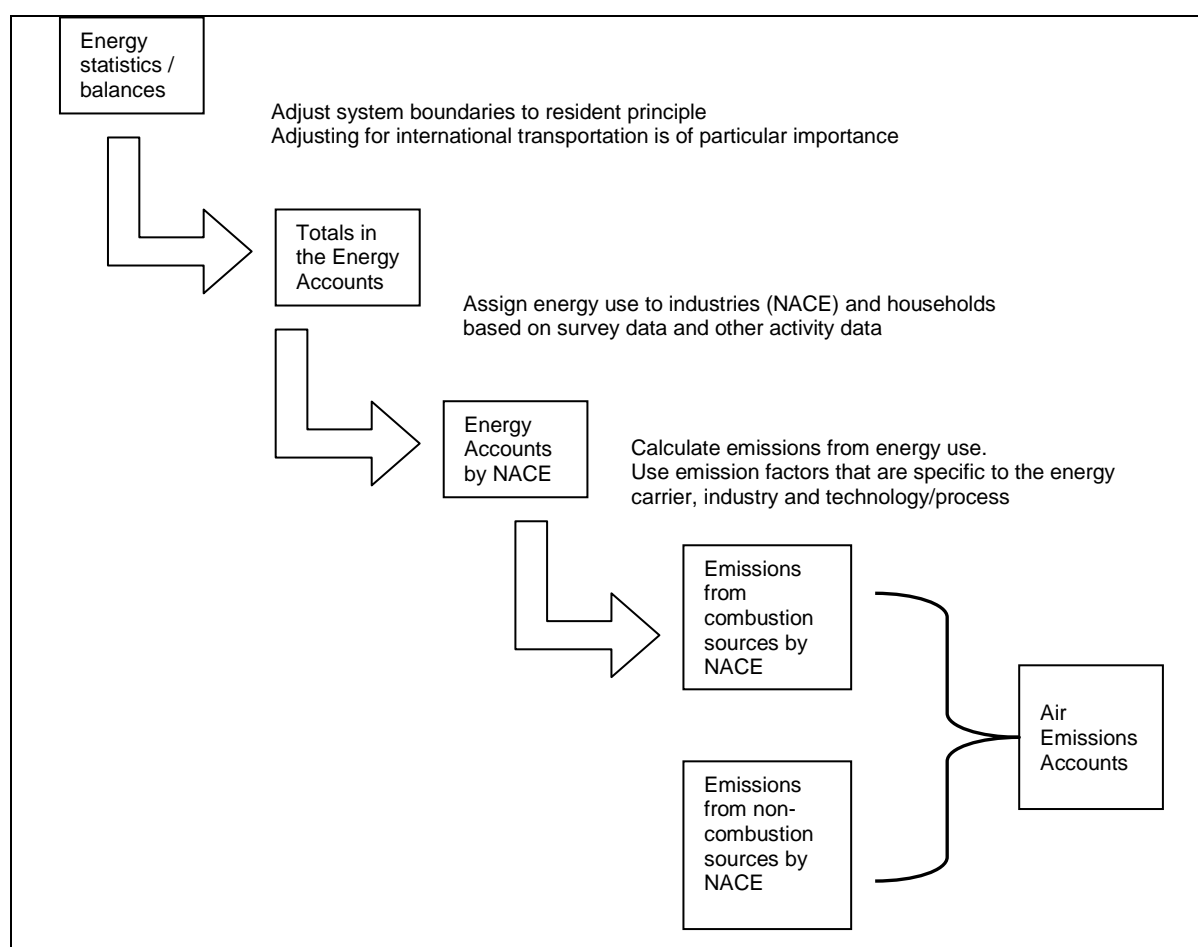 Energy
statistics /
balances
Adjust system boundaries to resident principle
Adjusting for international transportation is of particular importance
Totals in
the Energy
Accounts
Assign energy use to industries (NACE) and households
based on survey data and other activity data
Energy
Accounts
by NACE
Calculate emissions from energy use.
Use emission factors that are specific to the energy
carrier, industry and technology/process
Emissions
from
combustion
sources by
NACE
Air
Emissions
Accounts
Emissions
from non-
combustion
sources by
NACE